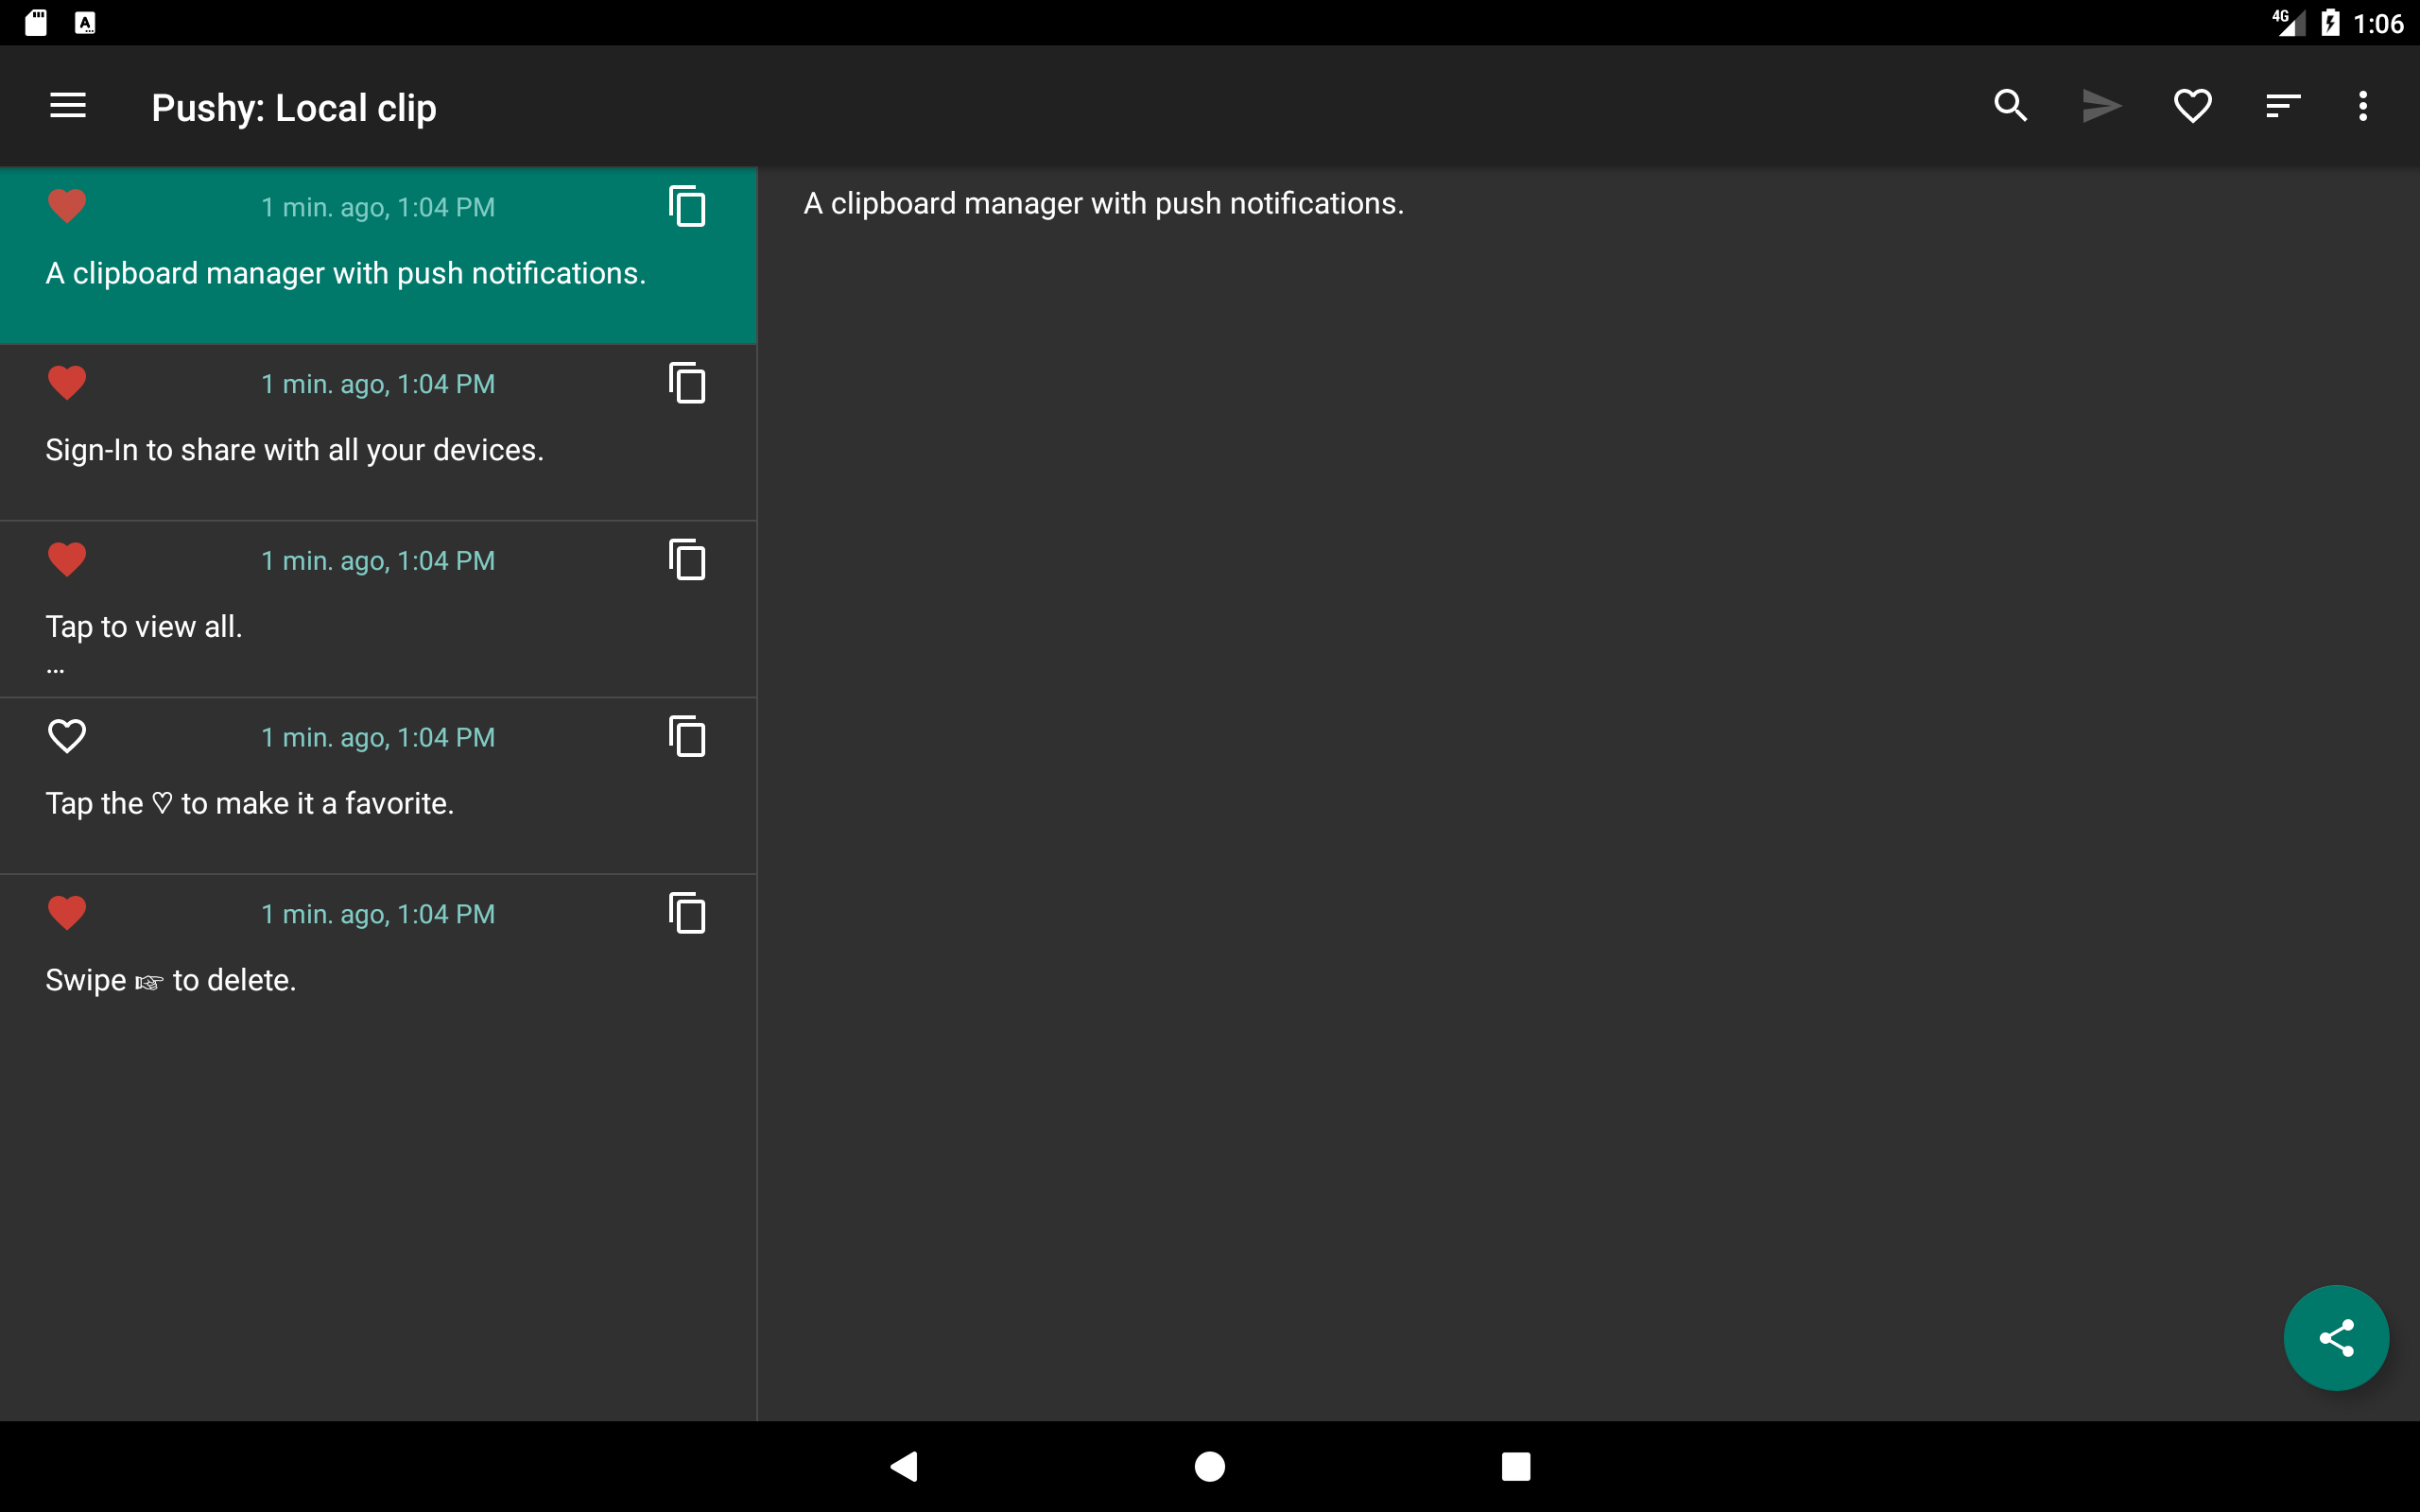 4G 1:06
Pushy: Local clip
1 min. ago, 1:04 PM
A clipboard manager with push notifications.
1 min. ago, 1:04 PM
Sign-In to share with all your devices.
1 min. ago, 1:04 PM
Tap to view all.
…
1 min. ago, 1:04 PM
Tap the ♡ to make it a favorite.
1 min. ago, 1:04 PM
Swipe ☞ to delete.
A clipboard manager with push notifications.